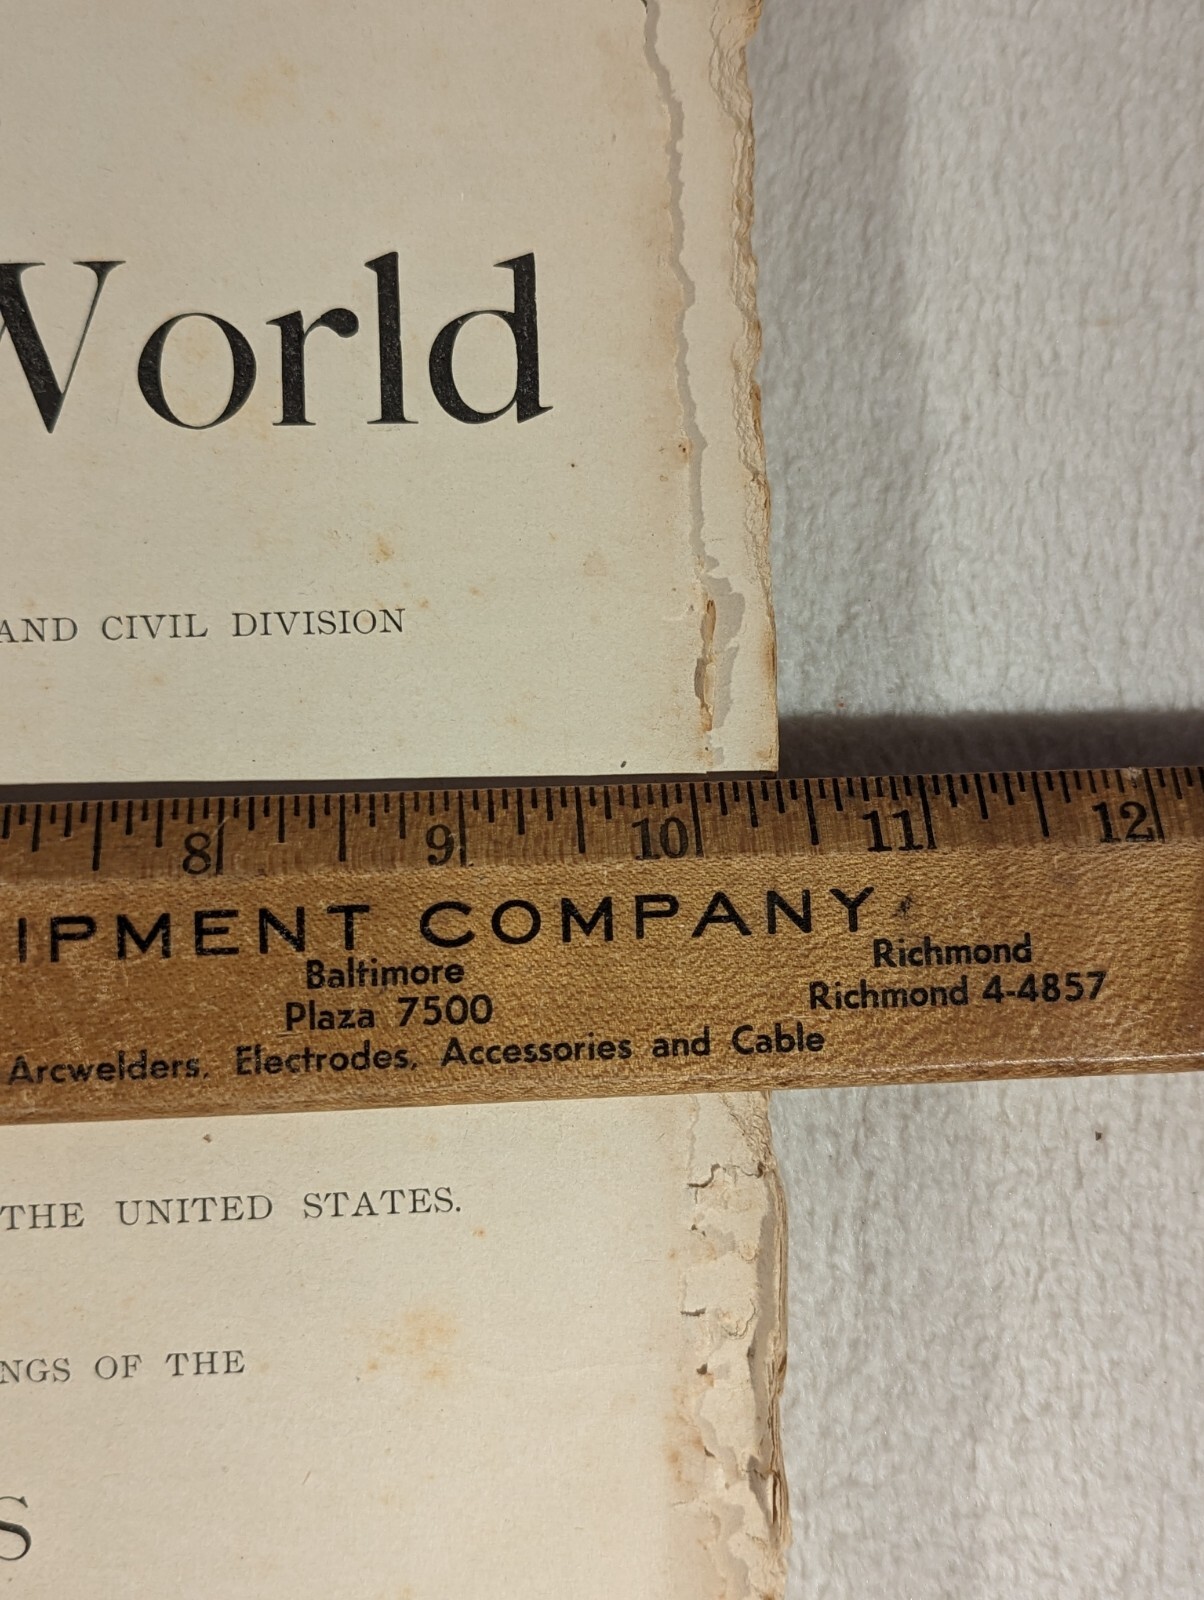 World
AND CIVIL DIVISION
8 9 10 11 12
IPMENT COMPANY
Baltimore
Plaza 7500
Richmond
Richmond 4-4857
Arcwelders, Electrodes, Accessories and Cable
THE UNITED STATES.
NGS OF THE
S